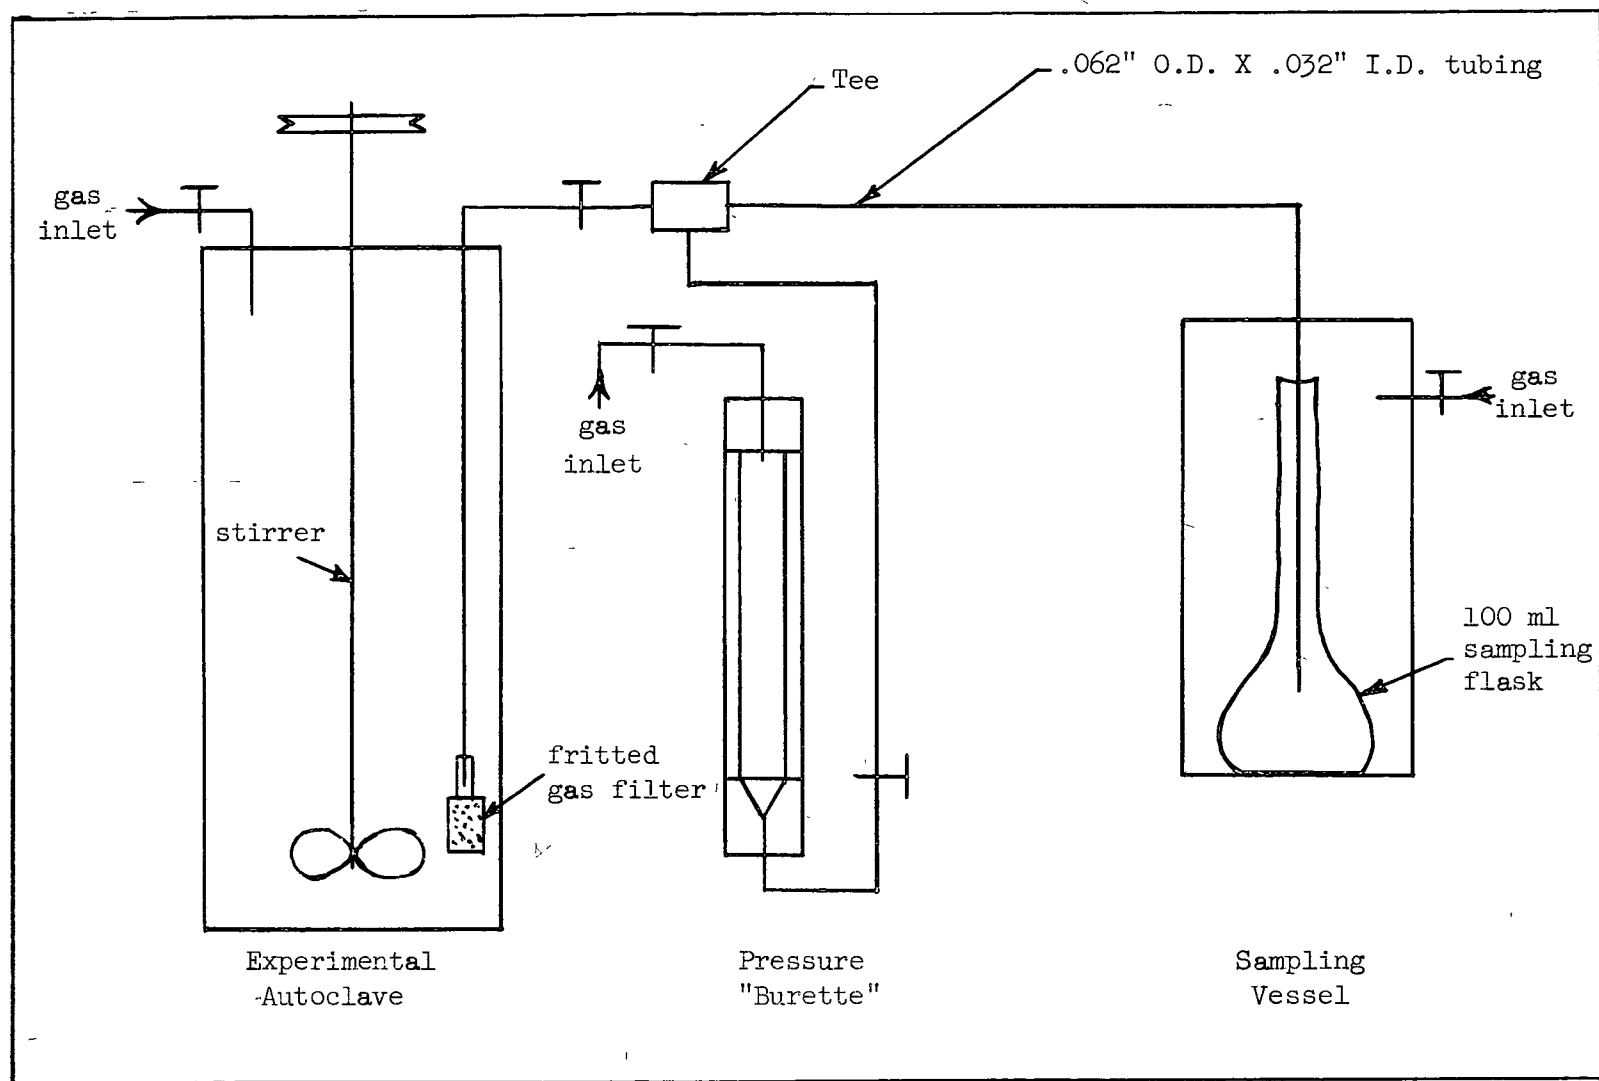 .062" O.D. X .032" I.D. tubing
Tee
gas
inlet
gas
inlet
gas
inlet
stirrer
100 ml
sampling
flask
fritted
gas filter
Experimental
Autoclave
Pressure
"Burette"
Sampling
Vessel